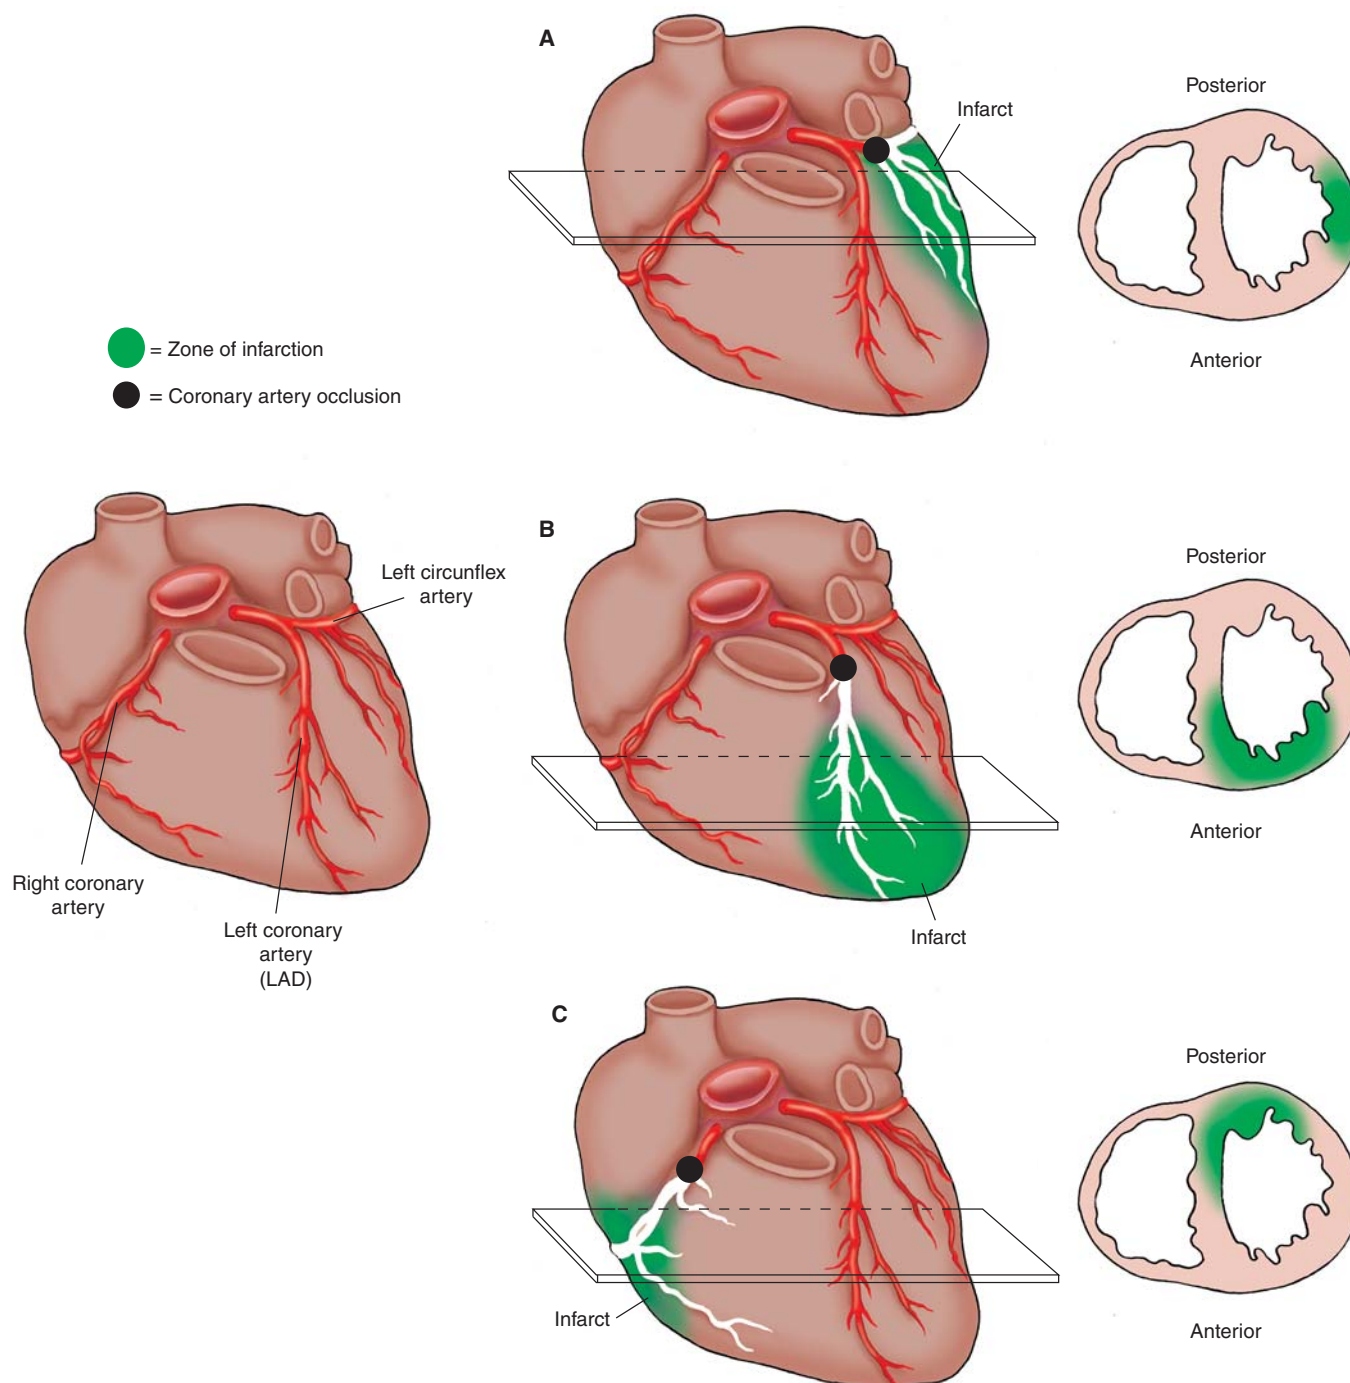 A
Infarct
Posterior
Anterior
= Zone of infarction
= Coronary artery occlusion
Left circunflex
artery
Right coronary
artery
Left coronary
artery
(LAD)
B
Infarct
Posterior
Anterior
C
Infarct
Posterior
Anterior